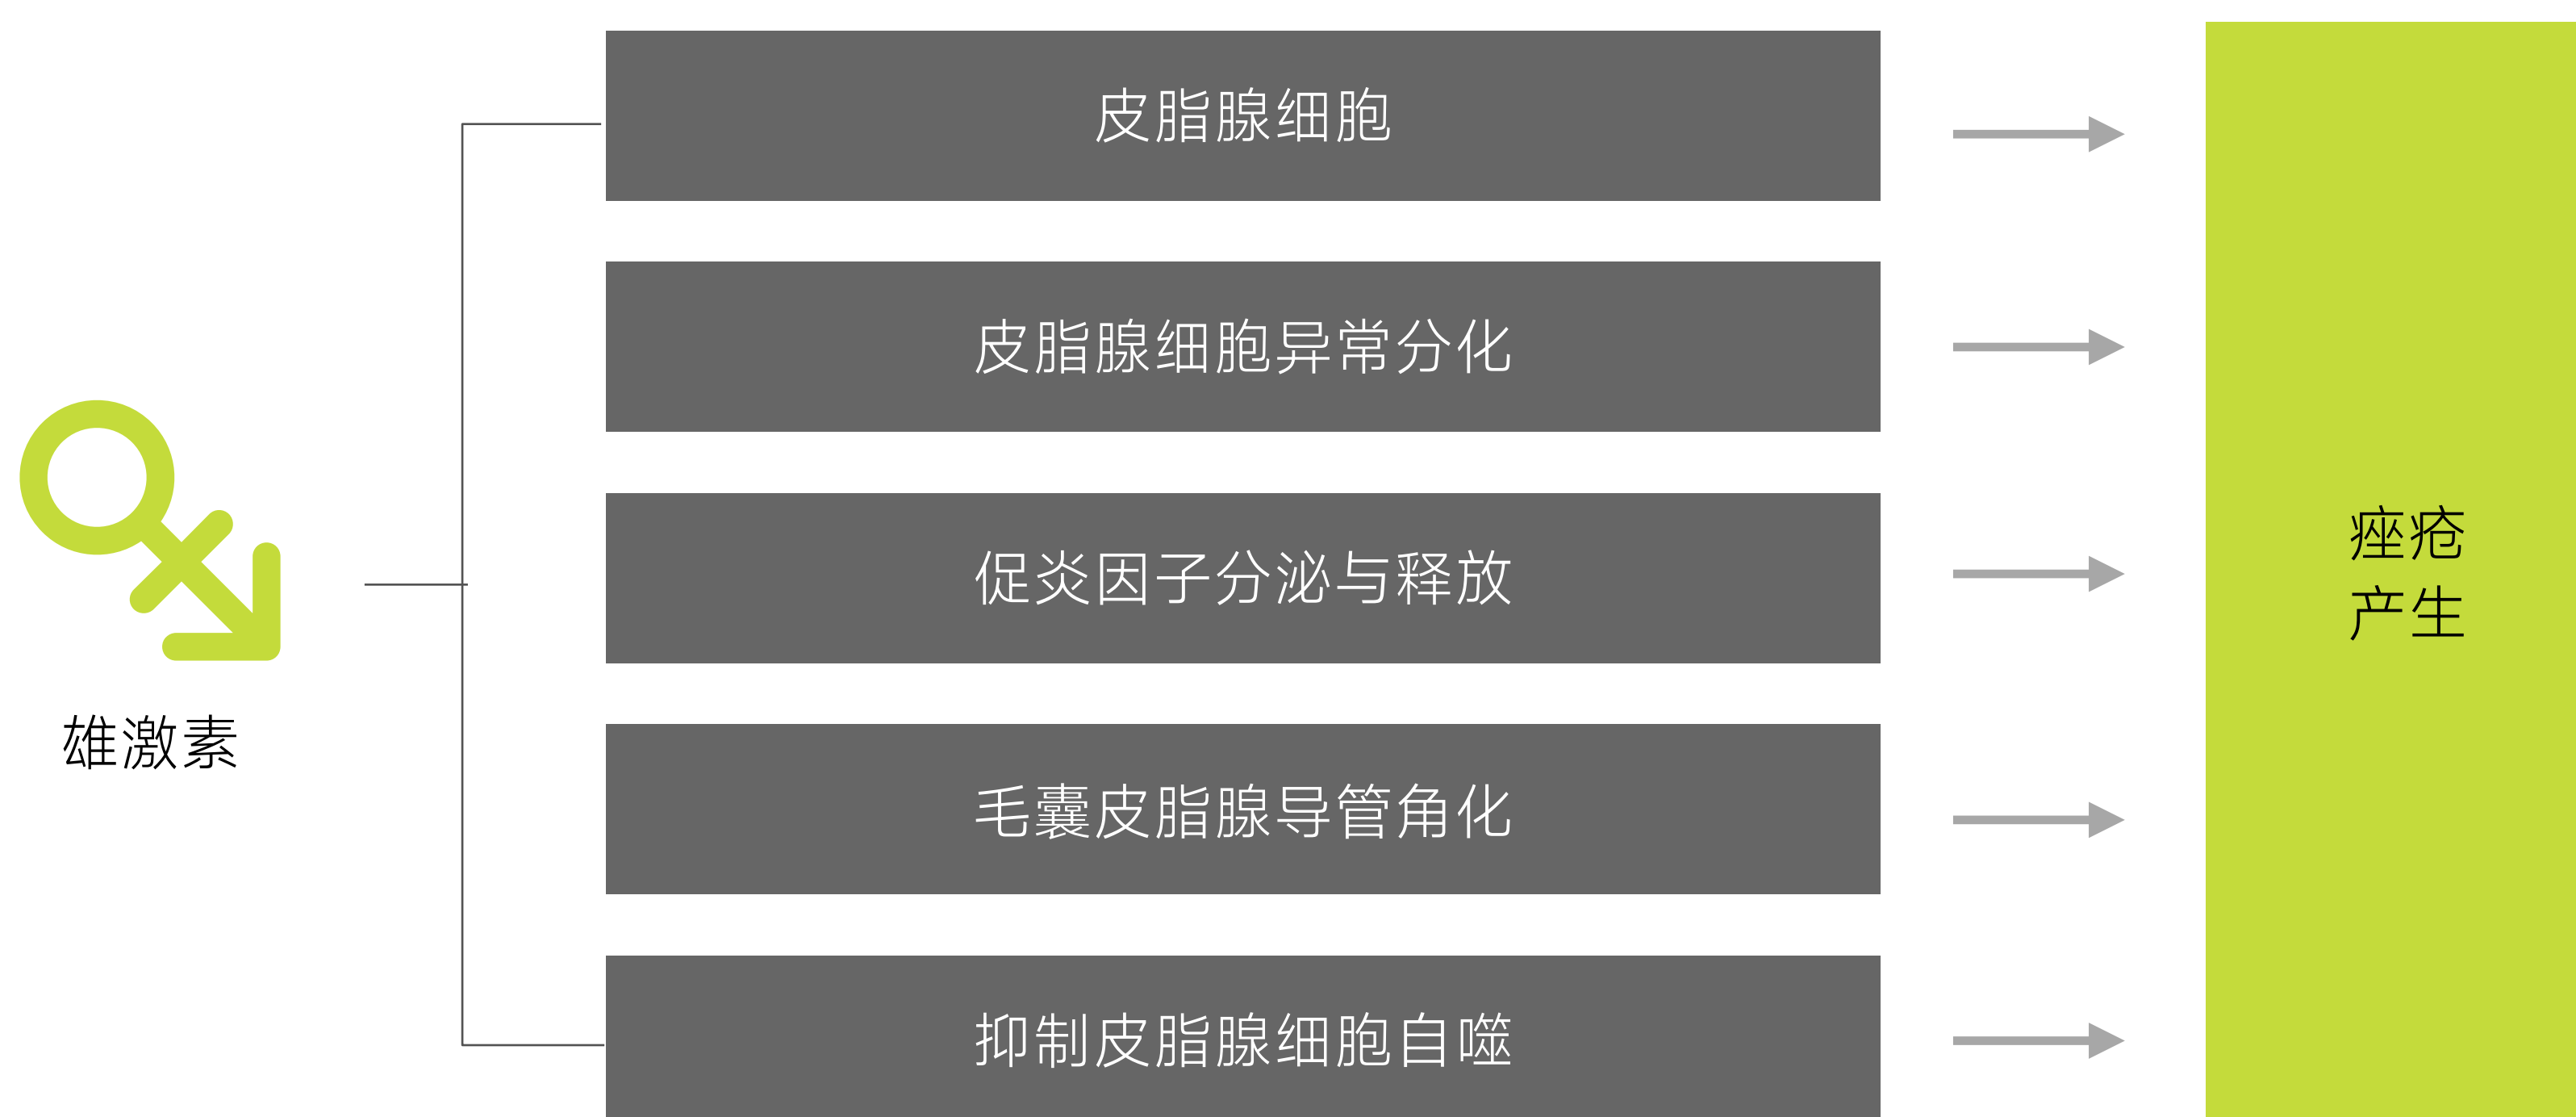 皮脂腺细胞
皮脂腺细胞异常分化
促炎因子分泌与释放
毛囊皮脂腺导管角化
抑制皮脂腺细胞自噬
雄激素
痤疮
产生